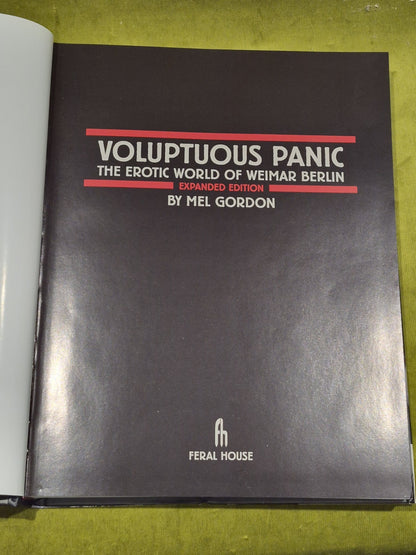 VOLUPTUOUS PANIC
THE EROTIC WORLD OF WEIMAR BERLIN
EXPANDED EDITION
BY MEL GORDON
fh
FERAL HOUSE